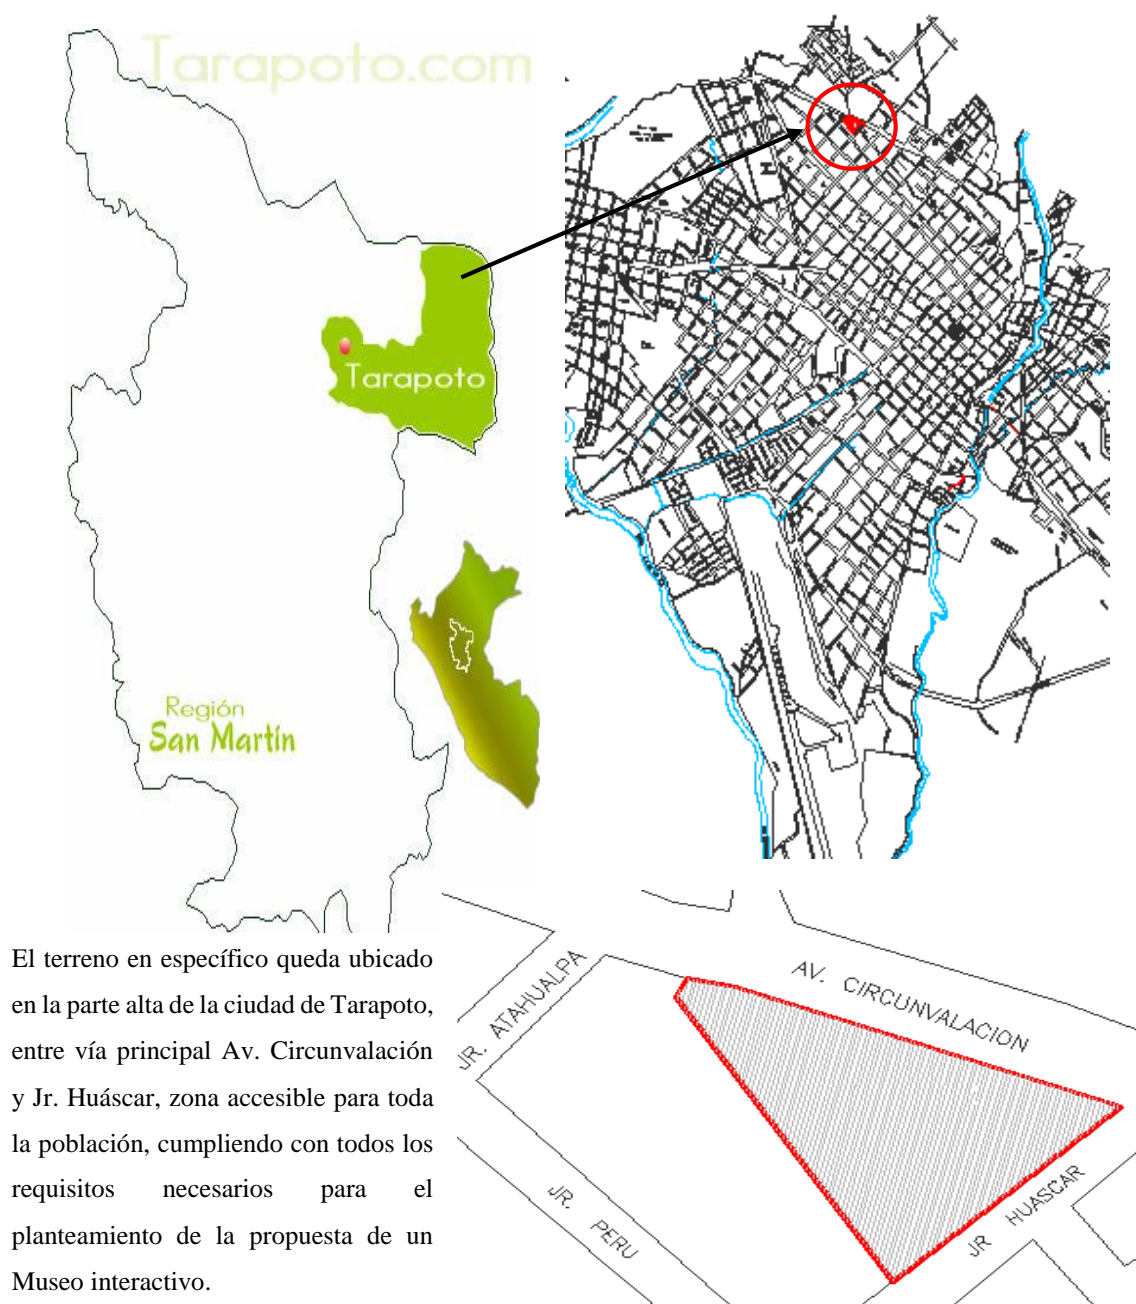 Tarapoto.com
Tarapoto
Región
San Martín
El terreno en específico queda ubicado
en la parte alta de la ciudad de Tarapoto,
entre vía principal Av. Circunvalación
y Jr. Huáscar, zona accesible para toda
la población, cumpliendo con todos los
requisitos necesarios para el
planteamiento de la propuesta de un
Museo interactivo.
JR. ATAHUALPA
AV. CIRCUNVALACION
JR. PERU
JR HUASCAR